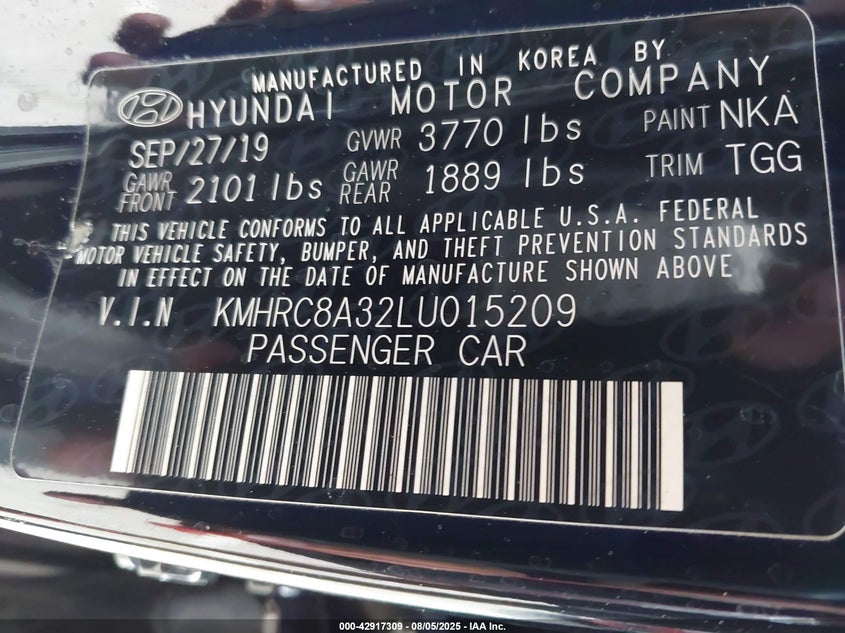 MANUFACTURED IN KOREA BY
HYUNDAI MOTOR COMPANY
SEP/27/19 GVWR 3770 lbs PAINT NKA
GAWR FRONT 2101 lbs GAWR REAR 1889 lbs TRIM TGG
THIS VEHICLE CONFORMS TO ALL APPLICABLE U.S.A. FEDERAL
MOTOR VEHICLE SAFETY, BUMPER, AND THEFT PREVENTION STANDARDS
IN EFFECT ON THE DATE OF MANUFACTURE SHOWN ABOVE
V.I.N KMHRC8A32LU015209
PASSENGER CAR
000-42917309 - 08/05/2025 - IAA Inc.